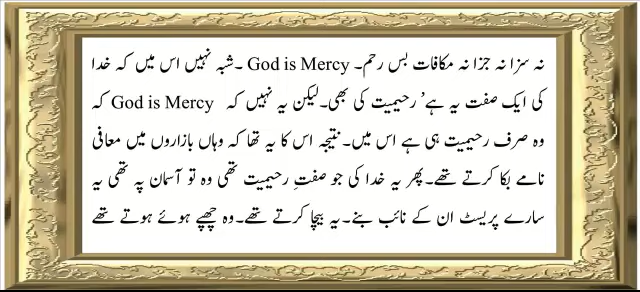 نہ سزا نہ جزا نہ مکافات بس رحم۔ God is Mercy ۔شبہ نہیں اس میں کہ خدا
کی ایک صفت یہ ہے’ رحیمیت کی بھی۔لیکن یہ نہیں کہ God is Mercy کہ
وہ صرف رحیمیت ہی ہے اس میں۔نتیجہ اس کا یہ تھا کہ وہاں بازاروں میں معافی
نامے بکا کرتے تھے۔پھر یہ خدا کی جو صفتِ رحیمیت تھی وہ تو آسمان پہ تھی یہ
سارے پریسٹ ان کے نائب بنے۔یہ بیچا کرتے تھے۔وہ چھپے ہوئے ہوتے تھے